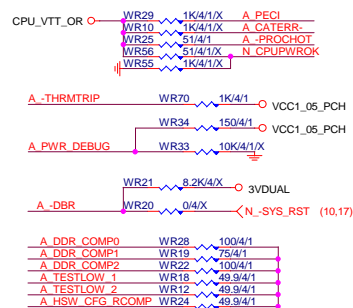 WR29 1K/4/1/X A_PECI
CPU_VTT_OR WR10 1K/4/1/X A_CATERR-
WR25 51/4/1 A_-PROCHOT
WR56 51/4/1/X N_CPUPWROK
WR55 1K/4/1/X
A_-THRMTRIP WR70 1K/4/1 VCC1_05_PCH
WR34 150/4/1 VCC1_05_PCH
A_PWR_DEBUG WR33 10K/4/1/X
WR21 8.2K/4/X 3VDUAL
A_-DBR WR20 0/4/X N_-SYS_RST (10,17)
A_DDR_COMP0 WR28 100/4/1
A_DDR_COMP1 WR19 75/4/1
A_DDR_COMP2 WR22 100/4/1
A_TESTLOW_1 WR18 49.9/4/1
A_TESTLOW_2 WR12 49.9/4/1
A_HSW_CFG_RCOMP WR24 49.9/4/1